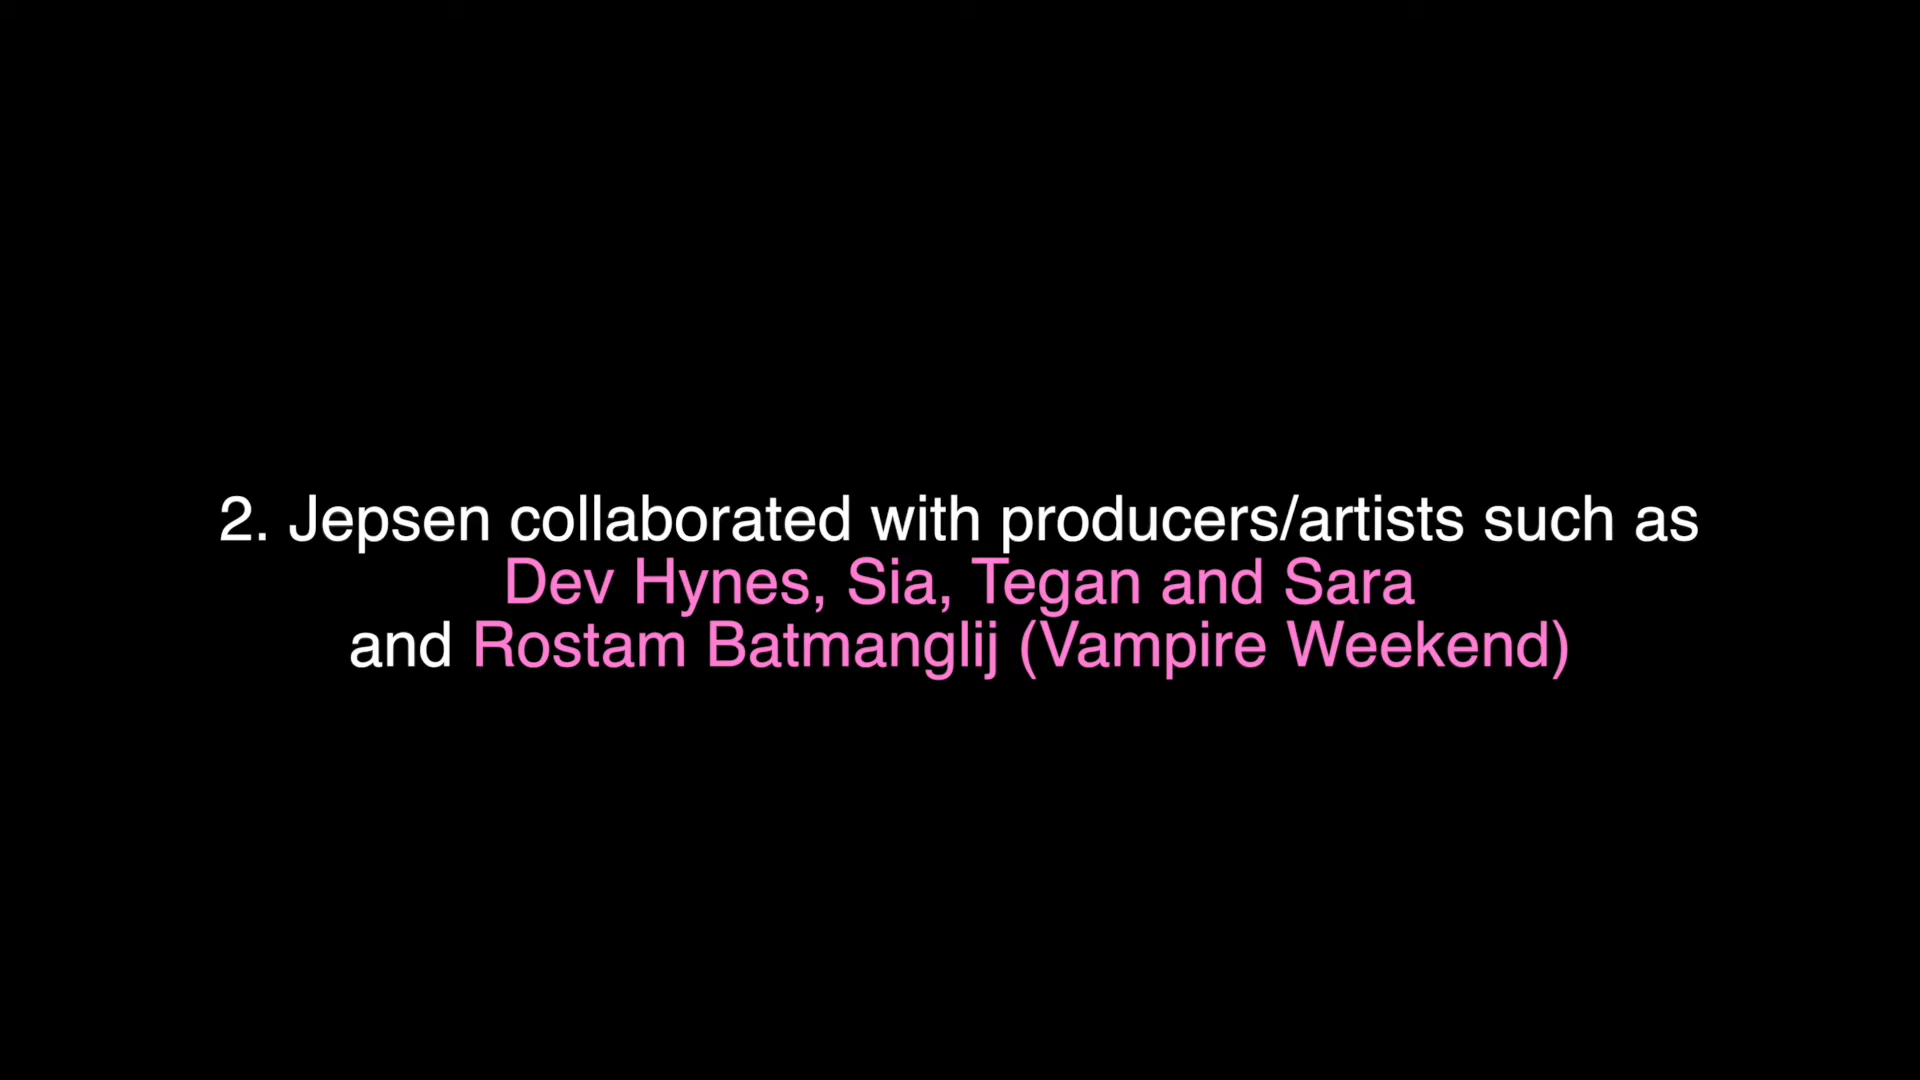 2. Jepsen collaborated with producers/artists such as
Dev Hynes, Sia, Tegan and Sara
and Rostam Batmanglij (Vampire Weekend)